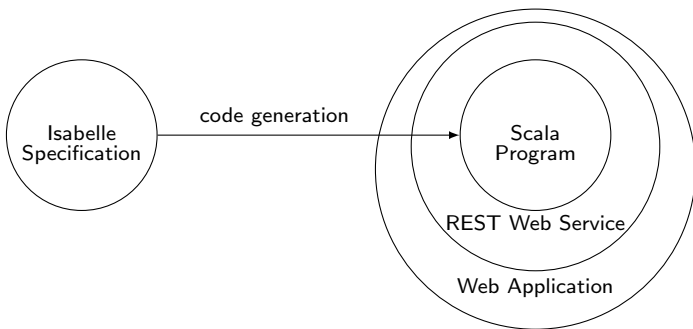 Isabelle
Specification
code generation
Scala
Program
REST Web Service
Web Application